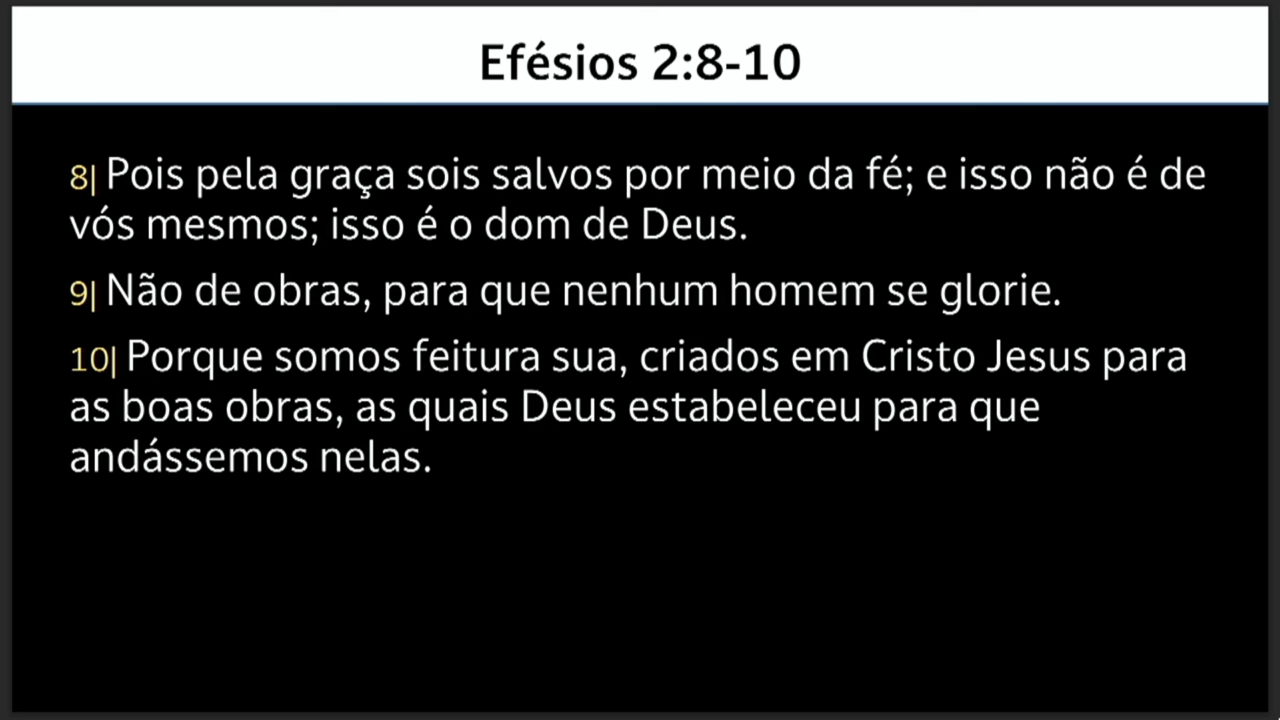 Efésios 2:8-10
8| Pois pela graça sois salvos por meio da fé; e isso não é de
vós mesmos; isso é o dom de Deus.
9| Não de obras, para que nenhum homem se glorie.
10| Porque somos feitura sua, criados em Cristo Jesus para
as boas obras, as quais Deus estabeleceu para que
andássemos nelas.